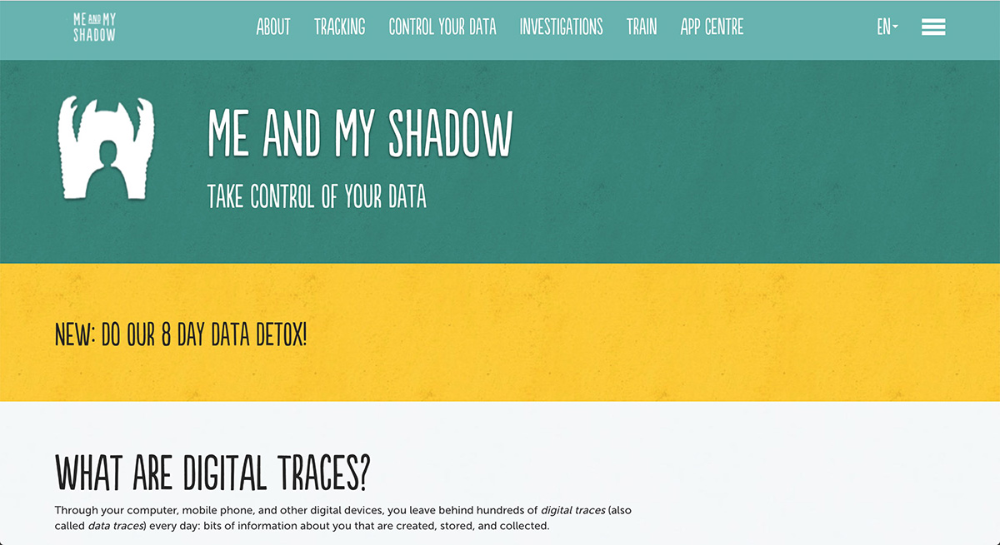 ME AND MY
SHADOW
ABOUT TRACKING CONTROL YOUR DATA INVESTIGATIONS TRAIN APP CENTRE EN
ME AND MY SHADOW
TAKE CONTROL OF YOUR DATA
NEW: DO OUR 8 DAY DATA DETOX!
WHAT ARE DIGITAL TRACES?
Through your computer, mobile phone, and other digital devices, you leave behind hundreds of digital traces (also
called data traces) every day: bits of information about you that are created, stored, and collected.